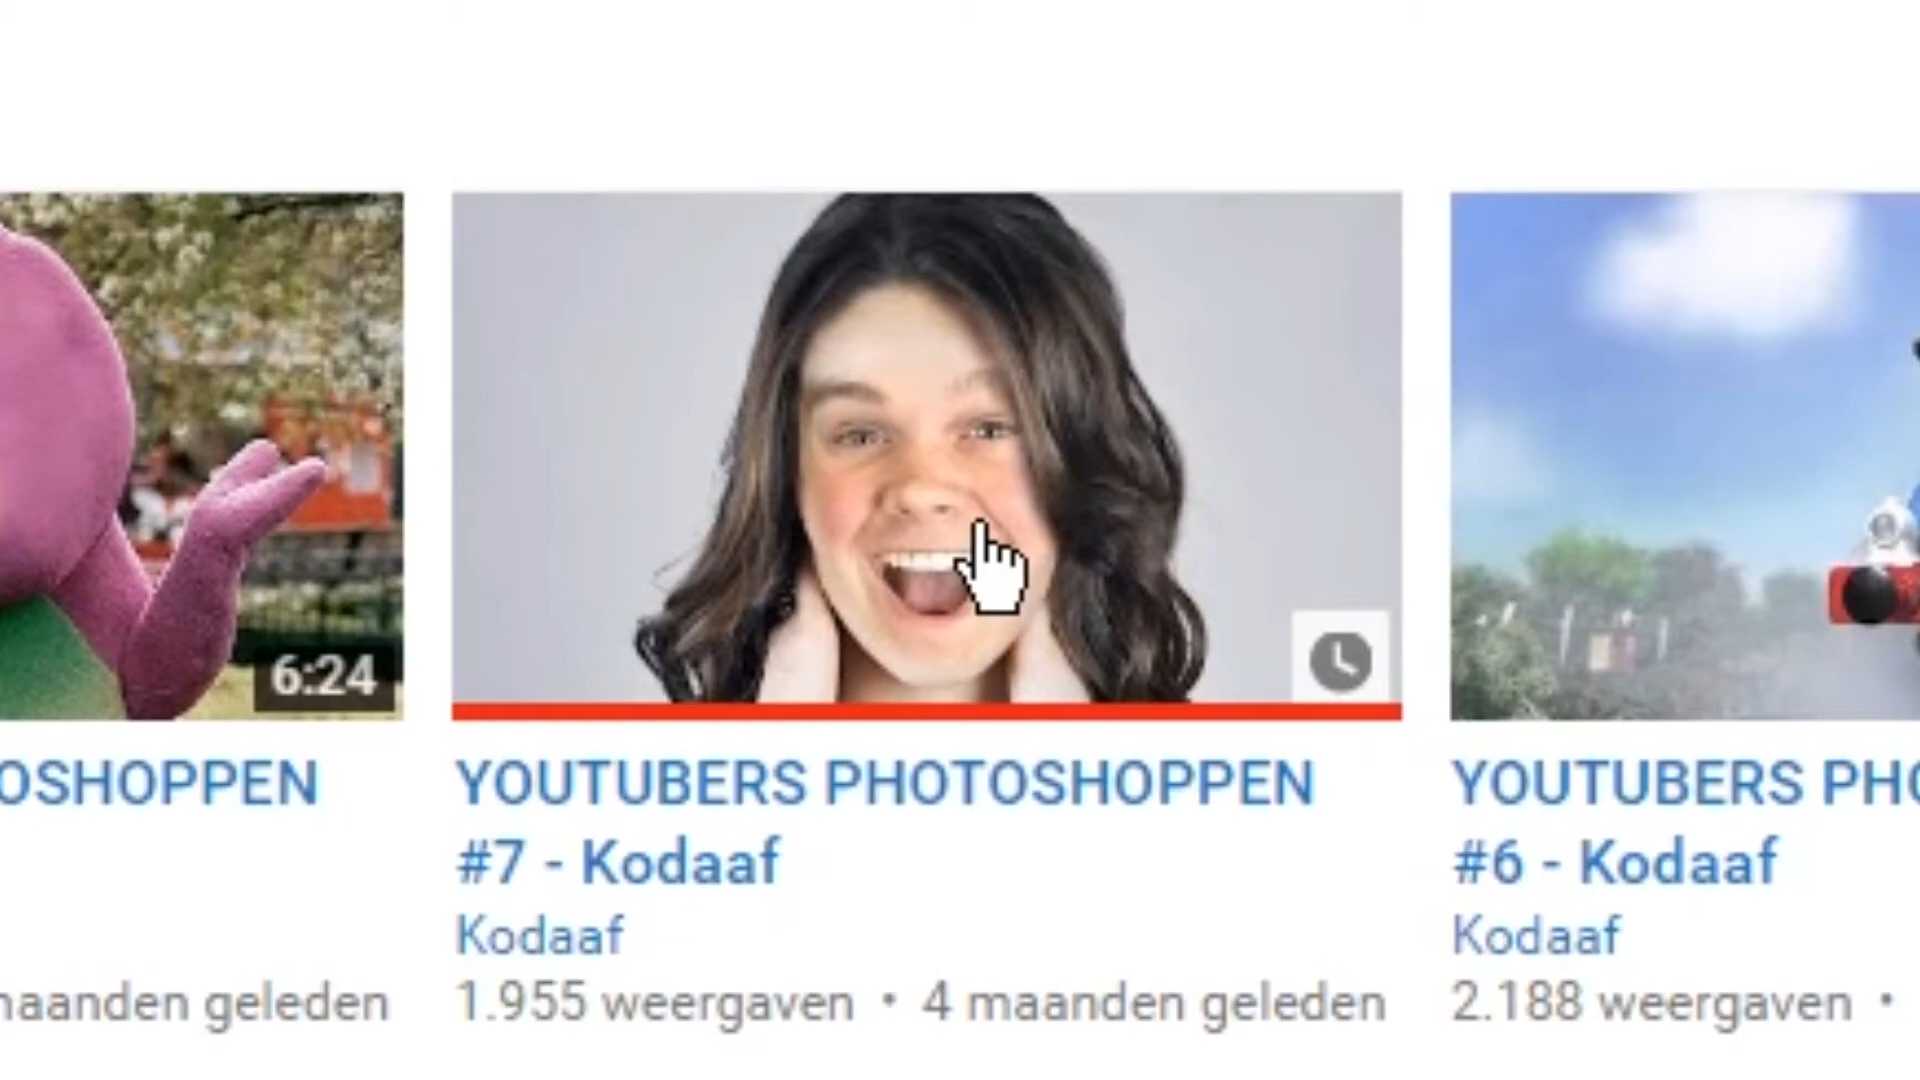 6:24
OSHOPPEN
maanden geleden
YOUTUBERS PHOTOSHOPPEN
#7 - Kodaaf
Kodaaf
1.955 weergaven • 4 maanden geleden
YOUTUBERS PHO
#6 - Kodaaf
Kodaaf
2.188 weergaven •